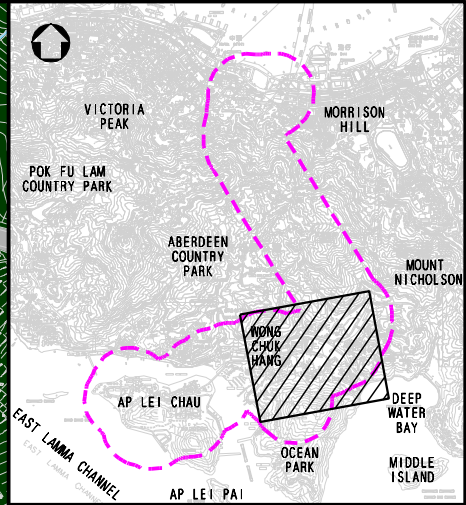 VICTORIA
PEAK
MORRISON
HILL
POK FU LAM
COUNTRY PARK
ABERDEEN
COUNTRY
PARK
MOUNT
NICHOLSON
WONG
CHUK
HANG
AP LEI CHAU
DEEP
WATER
BAY
EAST LAMMA CHANNEL
OCEAN
PARK
MIDDLE
ISLAND
AP LEI PAI